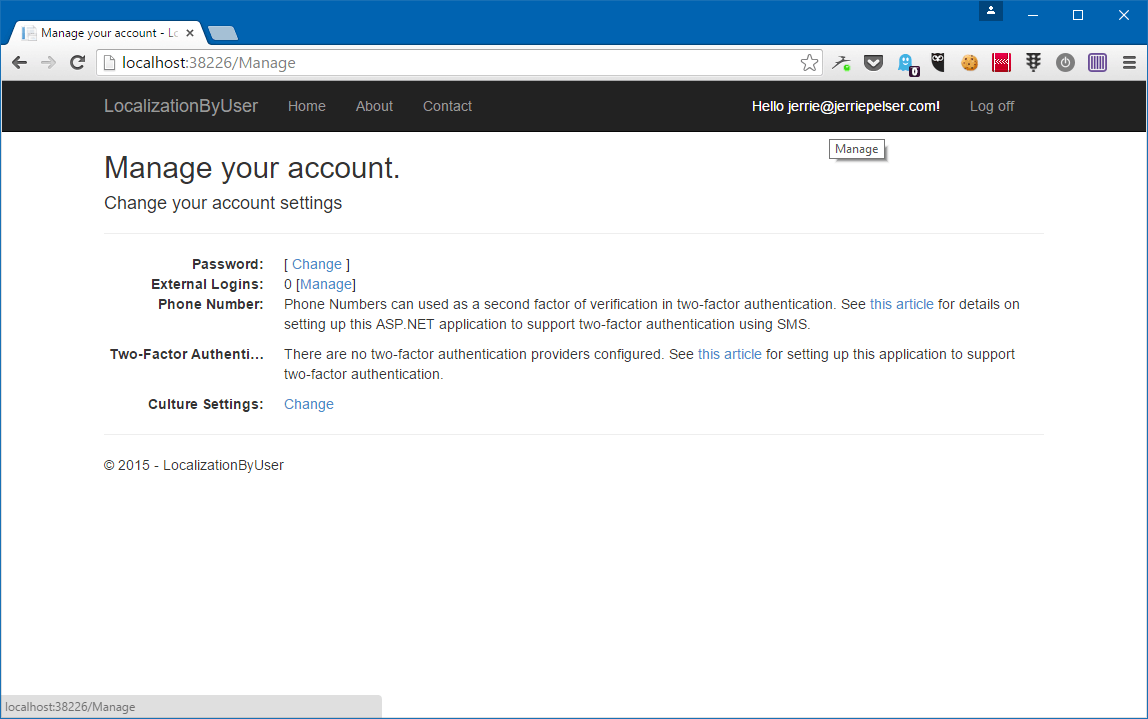 Manage your account - Lo
localhost:38226/Manage
0
LocalizationByUser Home About Contact Hello jerrie@jerriepelser.com! Log off
Manage
Manage your account.
Change your account settings
Password: [ Change ]
External Logins: 0 [Manage]
Phone Number: Phone Numbers can used as a second factor of verification in two-factor authentication. See this article for details on
setting up this ASP.NET application to support two-factor authentication using SMS.
Two-Factor Authenti... There are no two-factor authentication providers configured. See this article for setting up this application to support
two-factor authentication.
Culture Settings: Change
© 2015 - LocalizationByUser
localhost:38226/Manage